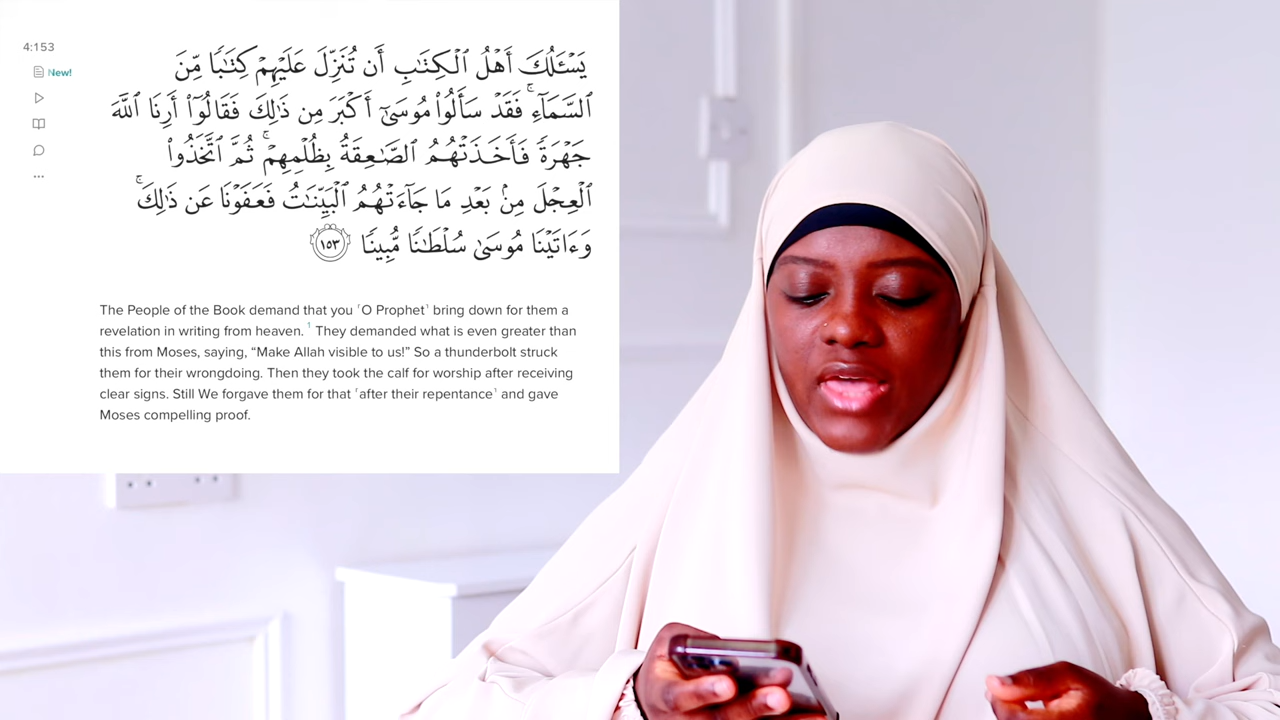 4:153
New!
يَسْـَٔلُكَ أَهْلُ ٱلْكِتَـٰبِ أَن تُنَزِّلَ عَلَيْهِمْ كِتَـٰبًا مِّنَ
ٱلسَّمَآءِ ۚ فَقَدْ سَأَلُوا۟ مُوسَىٰٓ أَكْبَرَ مِن ذَٰلِكَ فَقَالُوٓا۟ أَرِنَا ٱللَّهَ
جَهْرَةً فَأَخَذَتْهُمُ ٱلصَّـٰعِقَةُ بِظُلْمِهِمْ ۚ ثُمَّ ٱتَّخَذُوا۟
ٱلْعِجْلَ مِنۢ بَعْدِ مَا جَآءَتْهُمُ ٱلْبَيِّنَـٰتُ فَعَفَوْنَا عَن ذَٰلِكَ ۚ
وَءَاتَيْنَا مُوسَىٰ سُلْطَـٰنًا مُّبِينًا ١٥٣
The People of the Book demand that you ˹O Prophet˺ bring down for them a
revelation in writing from heaven. ¹ They demanded what is even greater than
this from Moses, saying, “Make Allah visible to us!” So a thunderbolt struck
them for their wrongdoing. Then they took the calf for worship after receiving
clear signs. Still We forgave them for that ˹after their repentance˺ and gave
Moses compelling proof.